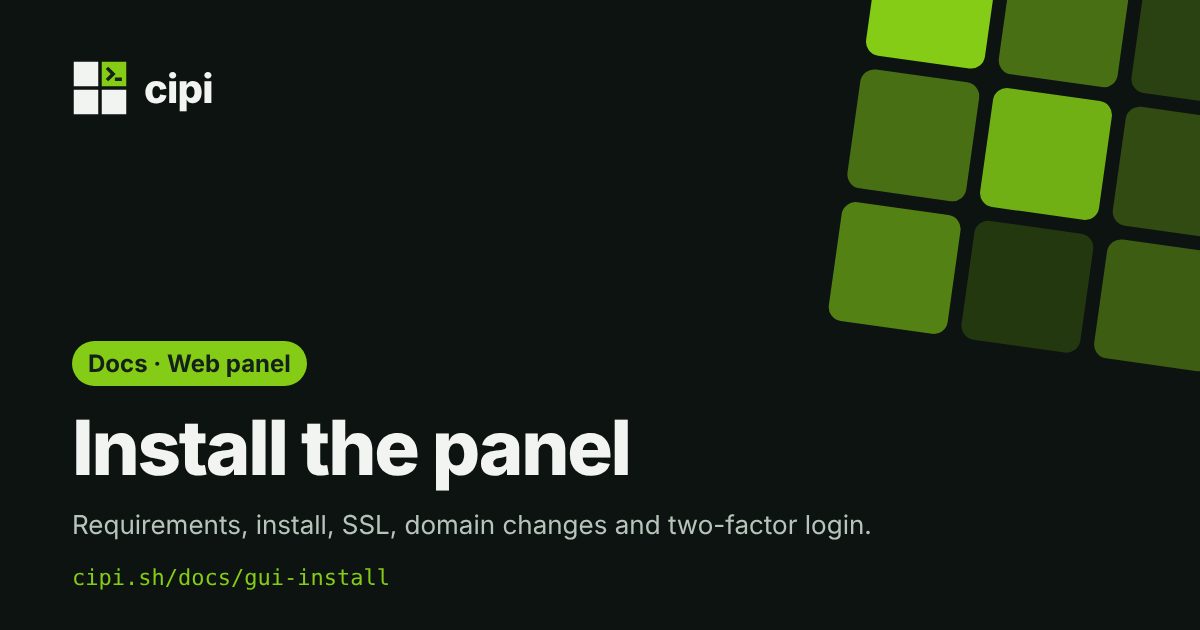 cipi
Docs · Web panel
Install the panel
Requirements, install, SSL, domain changes and two-factor login.
cipi.sh/docs/gui-install